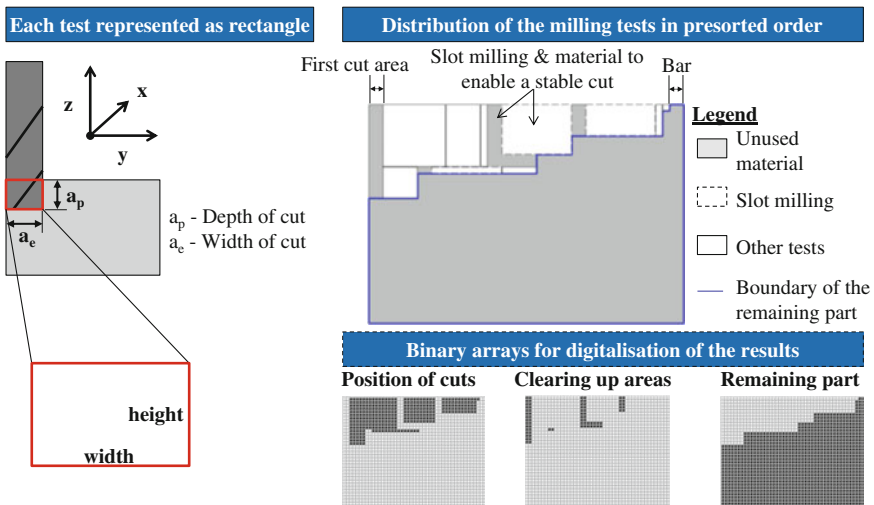 Each test represented as rectangle
z
x
y
a_p
a_e
a_p - Depth of cut
a_e - Width of cut
height
width
Distribution of the milling tests in presorted order
First cut area
Slot milling & material to
enable a stable cut
Bar
Legend
Unused
material
Slot milling
Other tests
Boundary of the
remaining part
Binary arrays for digitalisation of the results
Position of cuts
Clearing up areas
Remaining part